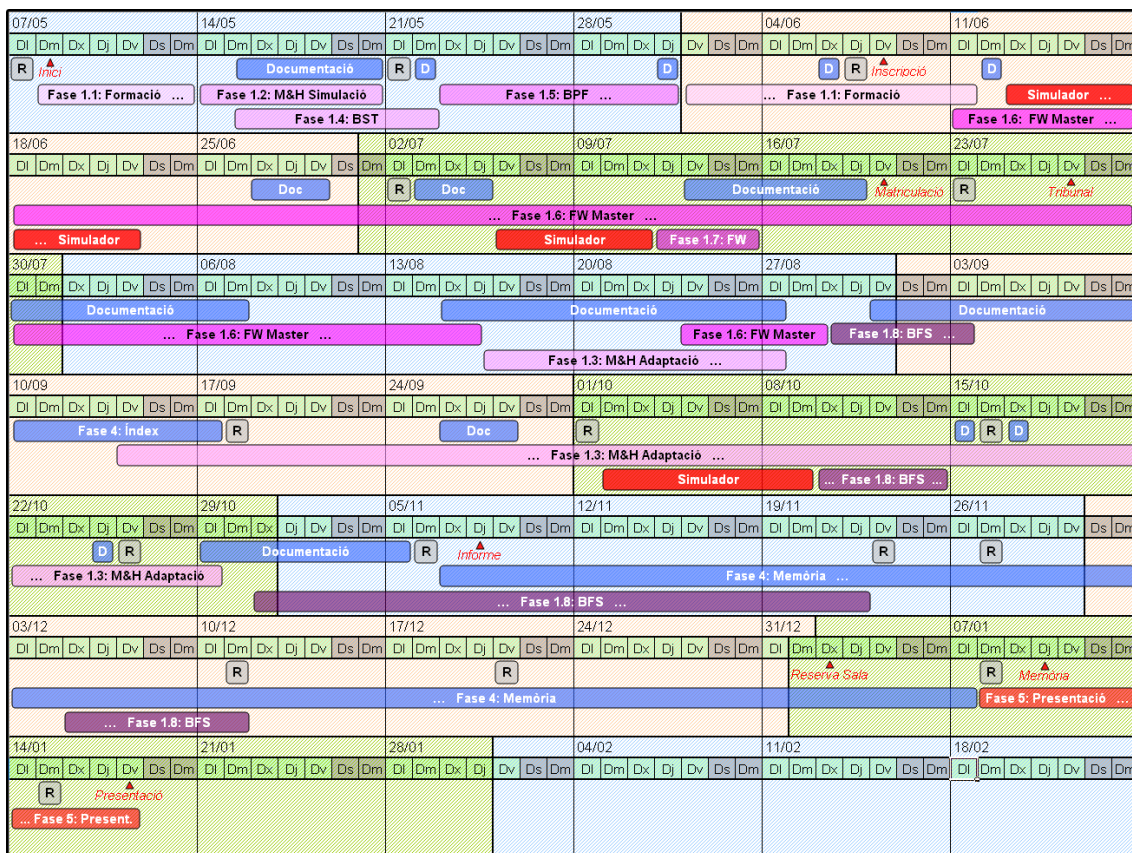 07/05 14/05 21/05 28/05 04/06 11/06
Dl Dm Dx Dj Dv Ds Dm Dl Dm Dx Dj Dv Ds Dm Dl Dm Dx Dj Dv Ds Dm Dl Dm Dx Dj Dv Ds Dm Dl Dm Dx Dj Dv Ds Dm Dl Dm Dx Dj Dv Ds Dm
R Inici Documentació R D D D R Inscripció D
Fase 1.1: Formació ... Fase 1.2: M&H Simulació Fase 1.5: BPF ... ... Fase 1.1: Formació Simulador ...
Fase 1.4: BST Fase 1.6: FW Master ...
18/06 25/06 02/07 09/07 16/07 23/07
Dl Dm Dx Dj Dv Ds Dm Dl Dm Dx Dj Dv Ds Dm Dl Dm Dx Dj Dv Ds Dm Dl Dm Dx Dj Dv Ds Dm Dl Dm Dx Dj Dv Ds Dm Dl Dm Dx Dj Dv Ds Dm
Doc R Doc Documentació Matriculació R Tribunal
... Fase 1.6: FW Master ...
... Simulador Simulador Fase 1.7: FW
30/07 06/08 13/08 20/08 27/08 03/09
Dl Dm Dx Dj Dv Ds Dm Dl Dm Dx Dj Dv Ds Dm Dl Dm Dx Dj Dv Ds Dm Dl Dm Dx Dj Dv Ds Dm Dl Dm Dx Dj Dv Ds Dm Dl Dm Dx Dj Dv Ds Dm
Documentació Documentació Documentació
... Fase 1.6: FW Master ... ... Fase 1.6: FW Master Fase 1.8: BFS ...
Fase 1.3: M&H Adaptació ...
10/09 17/09 24/09 01/10 08/10 15/10
Dl Dm Dx Dj Dv Ds Dm Dl Dm Dx Dj Dv Ds Dm Dl Dm Dx Dj Dv Ds Dm Dl Dm Dx Dj Dv Ds Dm Dl Dm Dx Dj Dv Ds Dm Dl Dm Dx Dj Dv Ds Dm
Fase 4: Índex R Doc R D R D
... Fase 1.3: M&H Adaptació ...
Simulador ... Fase 1.8: BFS ...
22/10 29/10 05/11 12/11 19/11 26/11
Dl Dm Dx Dj Dv Ds Dm Dl Dm Dx Dj Dv Ds Dm Dl Dm Dx Dj Dv Ds Dm Dl Dm Dx Dj Dv Ds Dm Dl Dm Dx Dj Dv Ds Dm Dl Dm Dx Dj Dv Ds Dm
D R Documentació R Informe R R
... Fase 1.3: M&H Adaptació Fase 4: Memòria ...
... Fase 1.8: BFS ...
03/12 10/12 17/12 24/12 31/12 07/01
Dl Dm Dx Dj Dv Ds Dm Dl Dm Dx Dj Dv Ds Dm Dl Dm Dx Dj Dv Ds Dm Dl Dm Dx Dj Dv Ds Dm Dl Dm Dx Dj Dv Ds Dm Dl Dm Dx Dj Dv Ds Dm
R R Reserva Sala R Memòria
... Fase 4: Memòria Fase 5: Presentació ...
... Fase 1.8: BFS
14/01 21/01 28/01 04/02 11/02 18/02
Dl Dm Dx Dj Dv Ds Dm Dl Dm Dx Dj Dv Ds Dm Dl Dm Dx Dj Dv Ds Dm Dl Dm Dx Dj Dv Ds Dm Dl Dm Dx Dj Dv Ds Dm Dl Dm Dx Dj Dv Ds Dm
R Presentació
... Fase 5: Present.